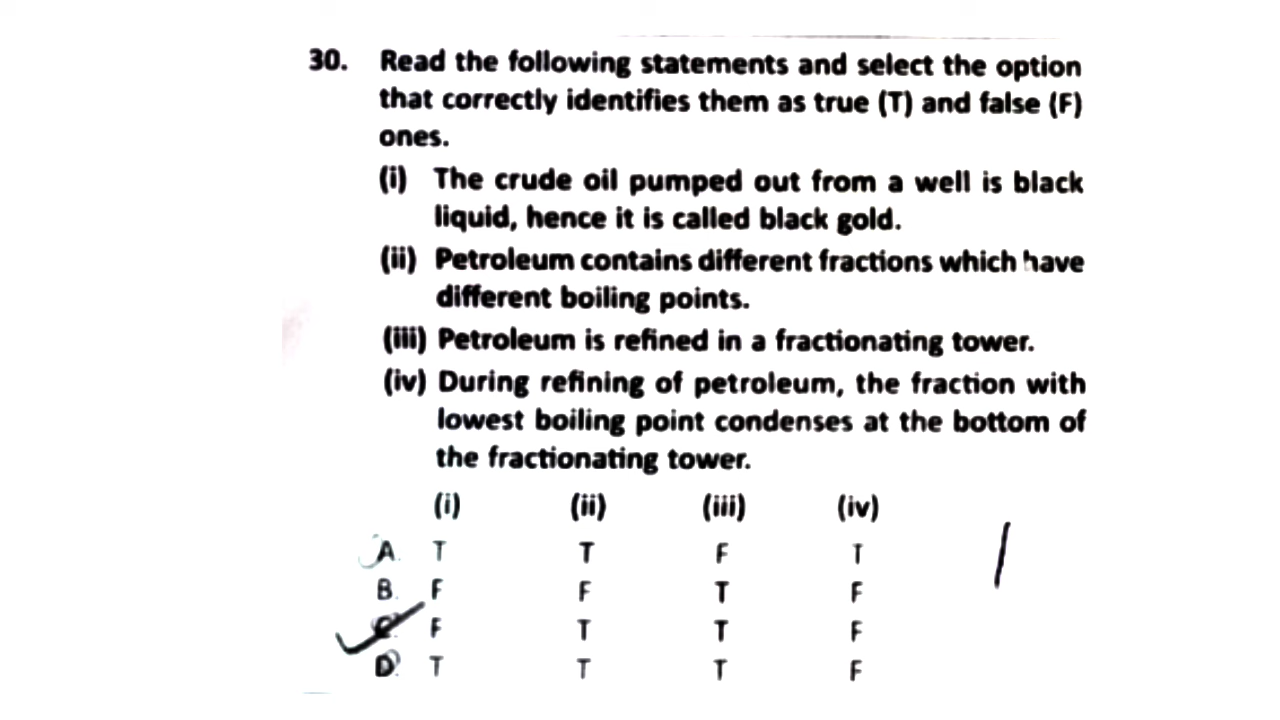 30. Read the following statements and select the option
that correctly identifies them as true (T) and false (F)
ones.
(i) The crude oil pumped out from a well is black
liquid, hence it is called black gold.
(ii) Petroleum contains different fractions which have
different boiling points.
(iii) Petroleum is refined in a fractionating tower.
(iv) During refining of petroleum, the fraction with
lowest boiling point condenses at the bottom of
the fractionating tower.
(i) (ii) (iii) (iv)
A. T T F T
B. F F T F
C. F T T F
D. T T T F